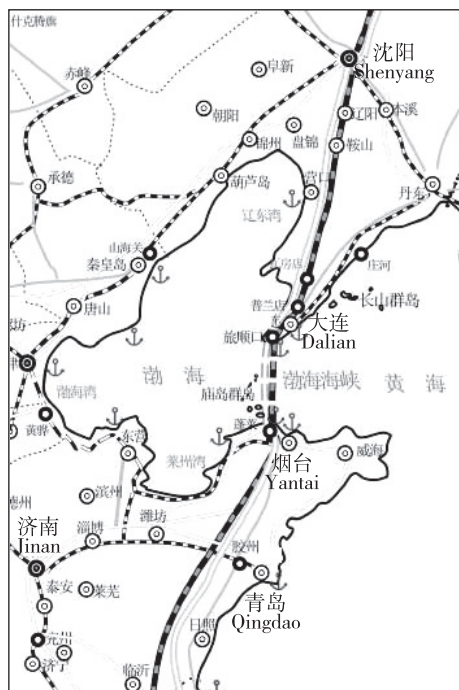 什克腾旗
沈阳
Shenyang
阜新
赤峰
朝阳
辽阳
本溪
盘锦
锦州
鞍山
葫芦岛
营口
承德
丹东
辽东湾
山海关
秦皇岛
庄河
普兰店
长山群岛
唐山
大连
Dalian
旅顺口
渤海
渤海海峡
黄海
渤海湾
庙岛群岛
黄骅
蓬莱
东营
烟台
Yantai
威海
莱州湾
德州
滨州
潍坊
淄博
济南
Jinan
胶州
泰安
莱芜
青岛
Qingdao
日照
兖州
济宁
临沂